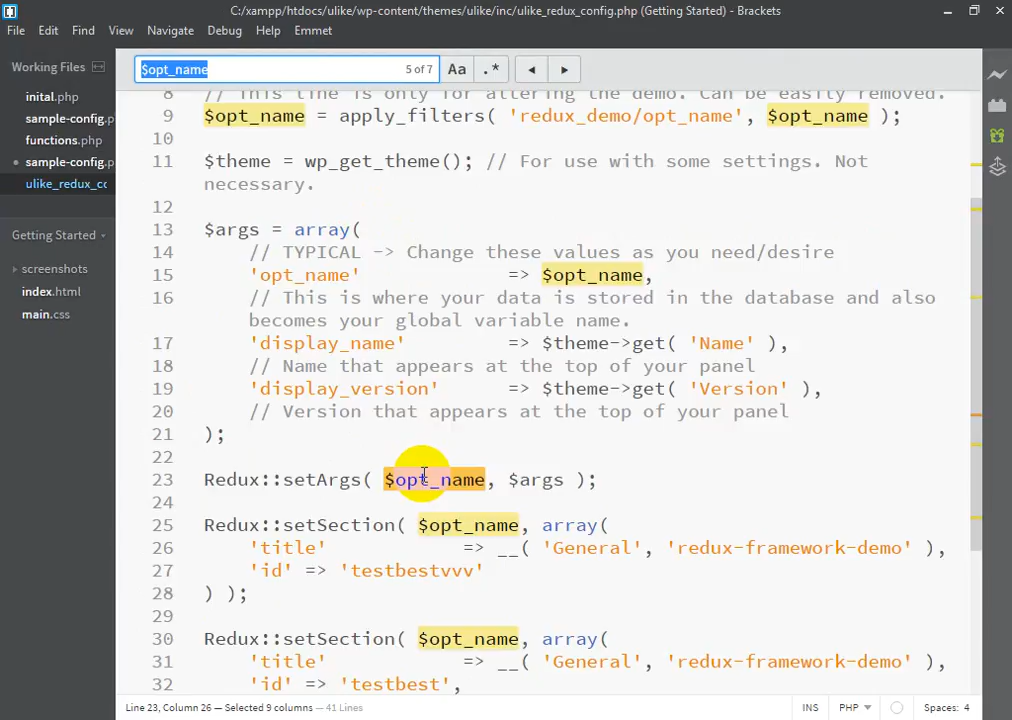 C:/xampp/htdocs/ulike/wp-content/themes/ulike/inc/ulike_redux_config.php (Getting Started) - Brackets
File Edit Find View Navigate Debug Help Emmet
Working Files
inital.php
sample-config.p
functions.php
sample-config.p
ulike_redux_co
Getting Started
screenshots
index.html
main.css
$opt_name 5 of 7 Aa .*
8 // This line is only for altering the demo. Can be easily removed.
9 $opt_name = apply_filters( 'redux_demo/opt_name', $opt_name );
10
11 $theme = wp_get_theme(); // For use with some settings. Not
necessary.
12
13 $args = array(
14 // TYPICAL -> Change these values as you need/desire
15 'opt_name' => $opt_name,
16 // This is where your data is stored in the database and also
becomes your global variable name.
17 'display_name' => $theme->get( 'Name' ),
18 // Name that appears at the top of your panel
19 'display_version' => $theme->get( 'Version' ),
20 // Version that appears at the top of your panel
21 );
22
23 Redux::setArgs( $opt_name, $args );
24
25 Redux::setSection( $opt_name, array(
26 'title' => __( 'General', 'redux-framework-demo' ),
27 'id' => 'testbestvvv'
28 ) );
29
30 Redux::setSection( $opt_name, array(
31 'title' => __( 'General', 'redux-framework-demo' ),
32 'id' => 'testbest',
Line 23, Column 26 — Selected 9 columns — 41 Lines
INS PHP Spaces: 4